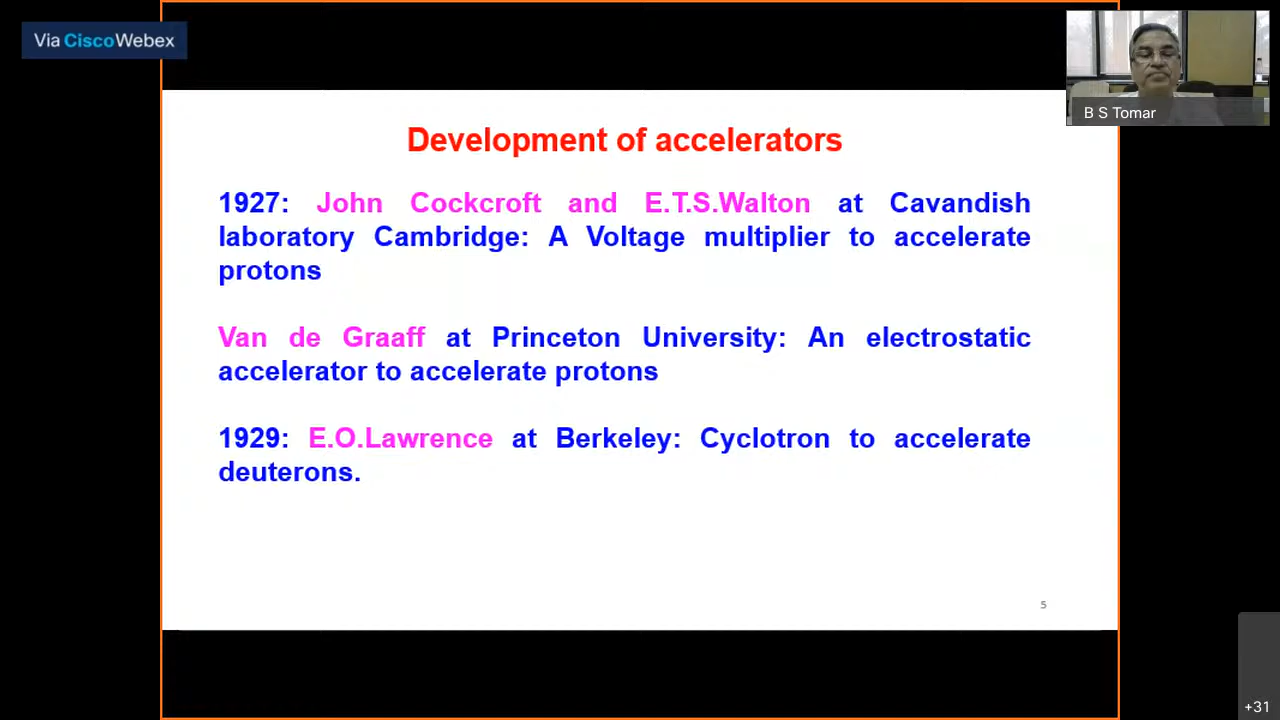 Via Cisco Webex
B S Tomar
Development of accelerators
1927: John Cockcroft and E.T.S.Walton at Cavandish
laboratory Cambridge: A Voltage multiplier to accelerate
protons
Van de Graaff at Princeton University: An electrostatic
accelerator to accelerate protons
1929: E.O.Lawrence at Berkeley: Cyclotron to accelerate
deuterons.
5
+31